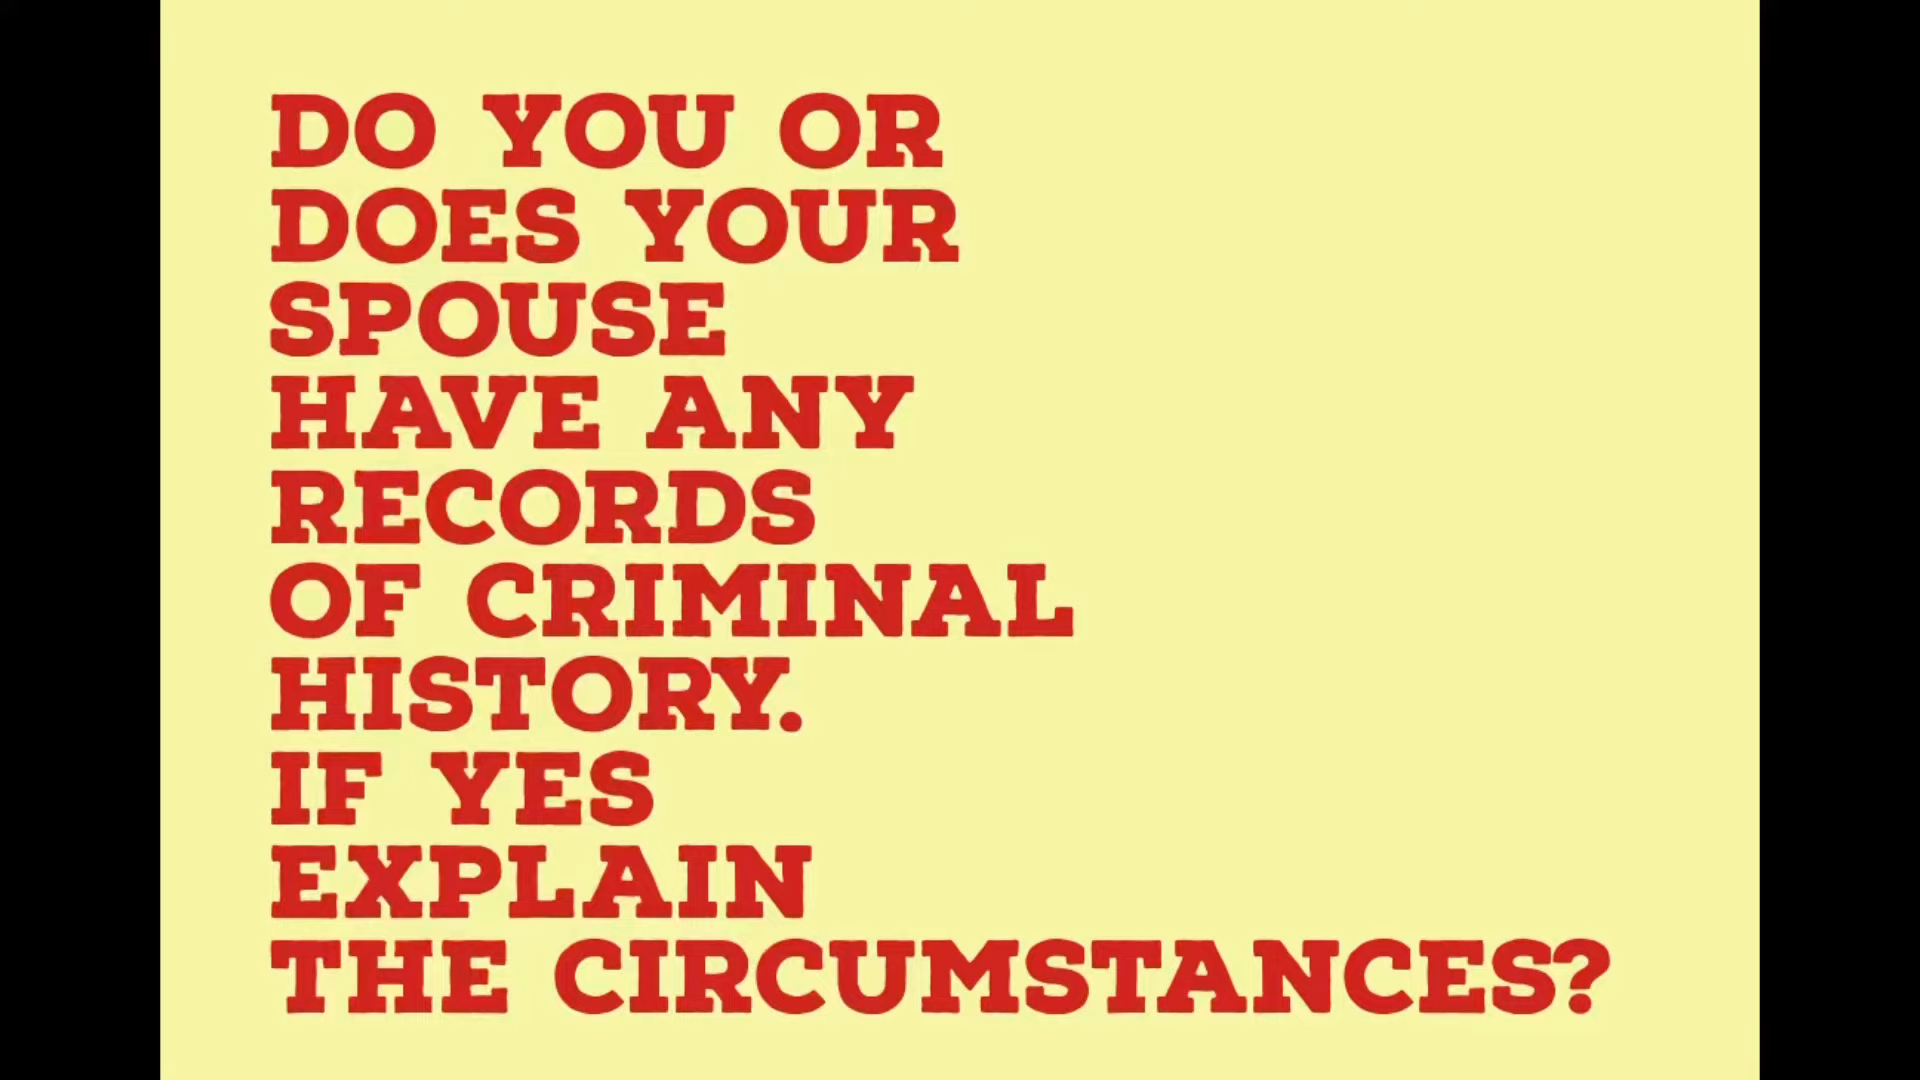 DO YOU OR
DOES YOUR
SPOUSE
HAVE ANY
RECORDS
OF CRIMINAL
HISTORY.
IF YES
EXPLAIN
THE CIRCUMSTANCES?